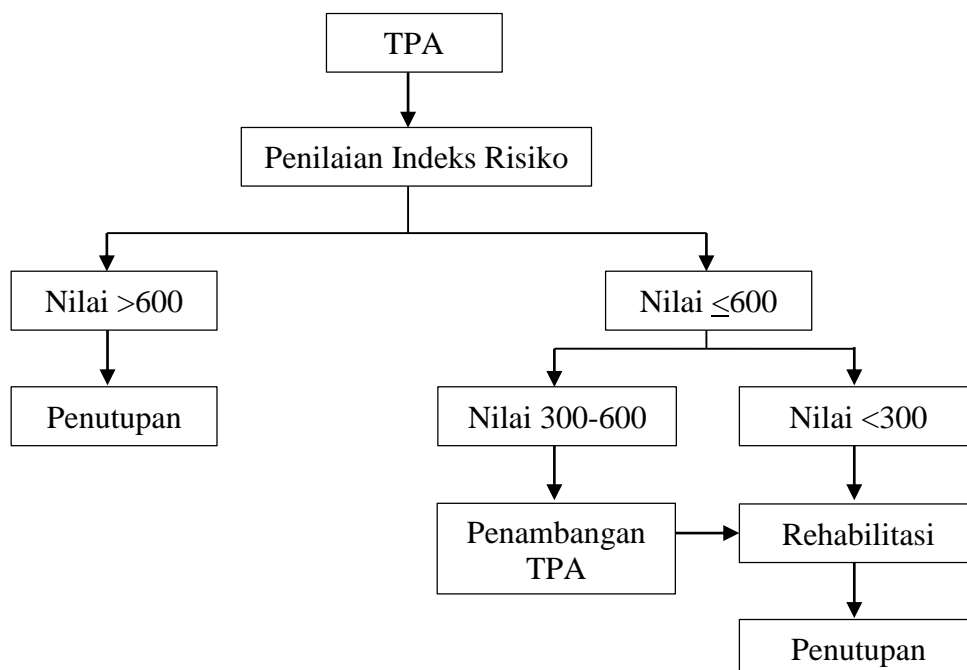 TPA
Penilaian Indeks Risiko
Nilai >600
Nilai ≤600
Penutupan
Nilai 300-600
Nilai <300
Penambangan
TPA
Rehabilitasi
Penutupan